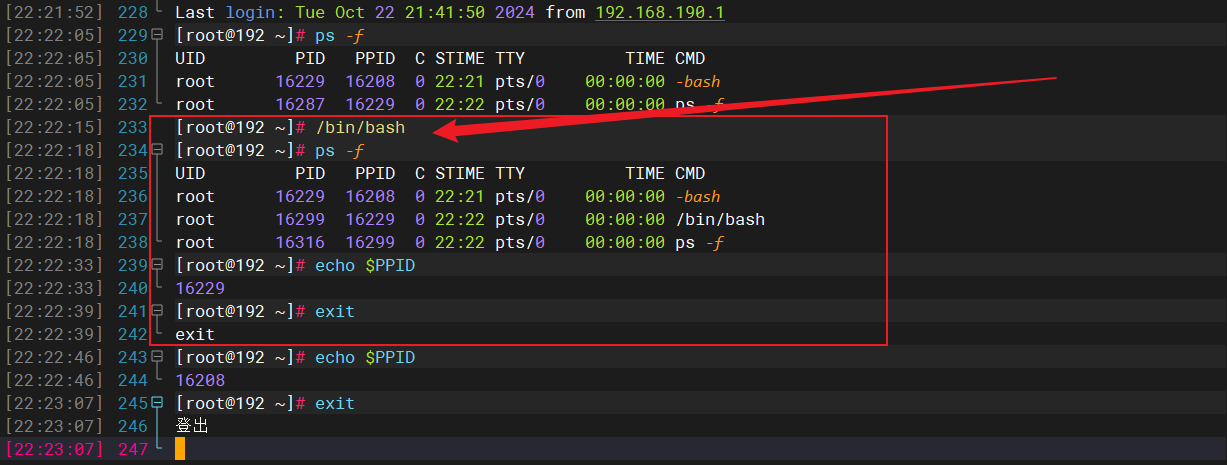 [22:21:52] 228 Last login: Tue Oct 22 21:41:50 2024 from 192.168.190.1
[22:22:05] 229 [root@192 ~]# ps -f
[22:22:05] 230 UID PID PPID C STIME TTY TIME CMD
[22:22:05] 231 root 16229 16208 0 22:21 pts/0 00:00:00 -bash
[22:22:05] 232 root 16287 16229 0 22:22 pts/0 00:00:00 ps -f
[22:22:15] 233 [root@192 ~]# /bin/bash
[22:22:18] 234 [root@192 ~]# ps -f
[22:22:18] 235 UID PID PPID C STIME TTY TIME CMD
[22:22:18] 236 root 16229 16208 0 22:21 pts/0 00:00:00 -bash
[22:22:18] 237 root 16299 16229 0 22:22 pts/0 00:00:00 /bin/bash
[22:22:18] 238 root 16316 16299 0 22:22 pts/0 00:00:00 ps -f
[22:22:33] 239 [root@192 ~]# echo $PPID
[22:22:33] 240 16229
[22:22:39] 241 [root@192 ~]# exit
[22:22:39] 242 exit
[22:22:46] 243 [root@192 ~]# echo $PPID
[22:22:46] 244 16208
[22:23:07] 245 [root@192 ~]# exit
[22:23:07] 246 登出
[22:23:07] 247